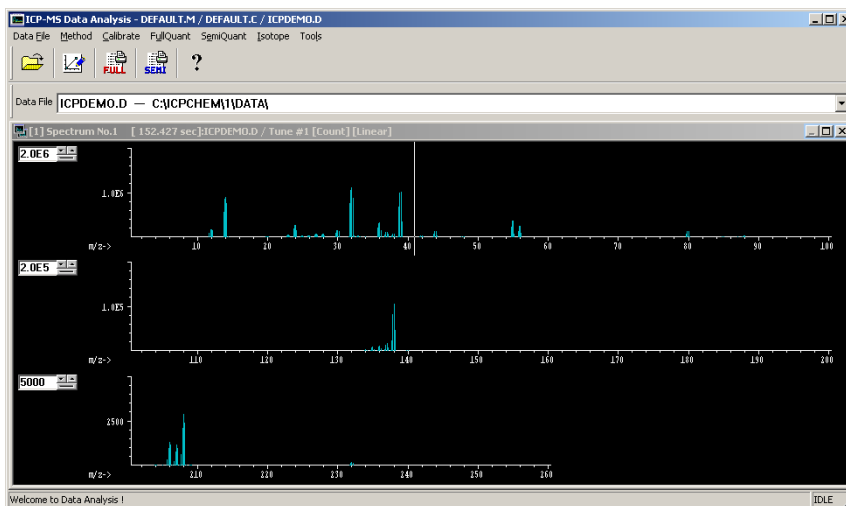 ICP-MS Data Analysis - DEFAULT.M / DEFAULT.C / ICPDEMO.D
Data File Method Calibrate FullQuant SemiQuant Isotope Tools
FULL SEMI ?
Data File ICPDEMO.D — C:\ICPCHEM\1\DATA\
[1] Spectrum No.1 [ 152.427 sec]:ICPDEMO.D / Tune #1 [Count] [Linear]
2.0E6
1.0E6
m/z-> 10 20 30 40 50 60 70 80 90 100
2.0E5
1.0E5
m/z-> 110 120 130 140 150 160 170 180 190 200
5000
2500
m/z-> 210 220 230 240 250 260
Welcome to Data Analysis ! IDLE